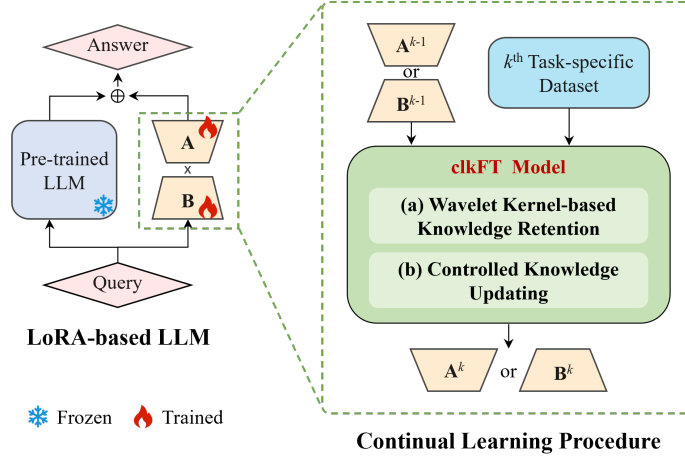 Answer
⊕
Pre-trained
LLM
A
x
B
Query
LoRA-based LLM
Frozen
Trained
A^{k-1}
or
B^{k-1}
k^{th} Task-specific
Dataset
clkFT Model
(a) Wavelet Kernel-based
Knowledge Retention
(b) Controlled Knowledge
Updating
A^{k} or B^{k}
Continual Learning Procedure